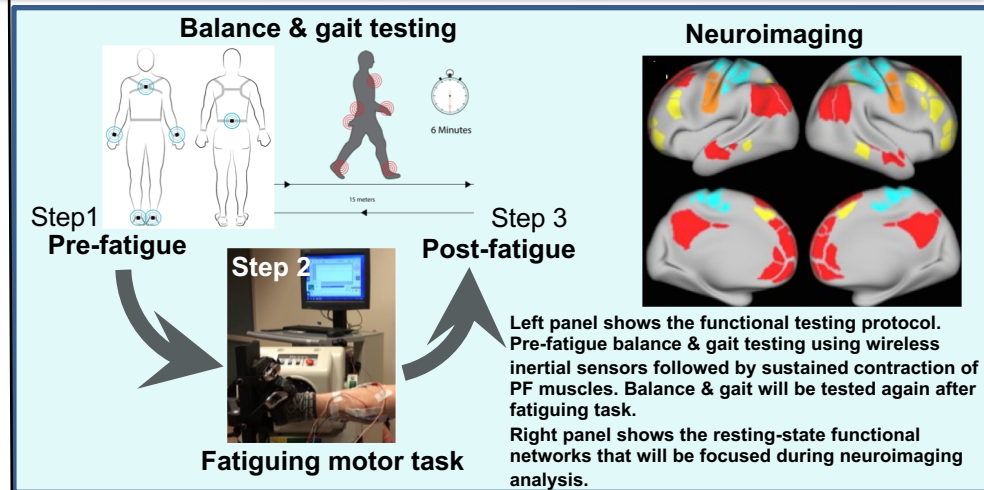 Balance & gait testing
6 Minutes
15 meters
Step1
Pre-fatigue
Step 2
Step 3
Post-fatigue
Fatiguing motor task
Neuroimaging
Left panel shows the functional testing protocol.
Pre-fatigue balance & gait testing using wireless
inertial sensors followed by sustained contraction of
PF muscles. Balance & gait will be tested again after
fatiguing task.
Right panel shows the resting-state functional
networks that will be focused during neuroimaging
analysis.